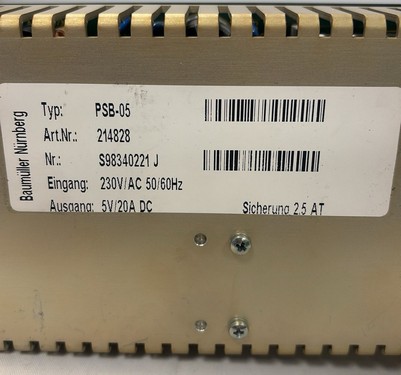 Baumüller Nürnberg
Typ: PSB-05
Art.Nr.: 214828
Nr.: S98340221 J
Eingang: 230V/AC 50/60Hz
Ausgang: 5V/20A DC Sicherung 2.5 AT